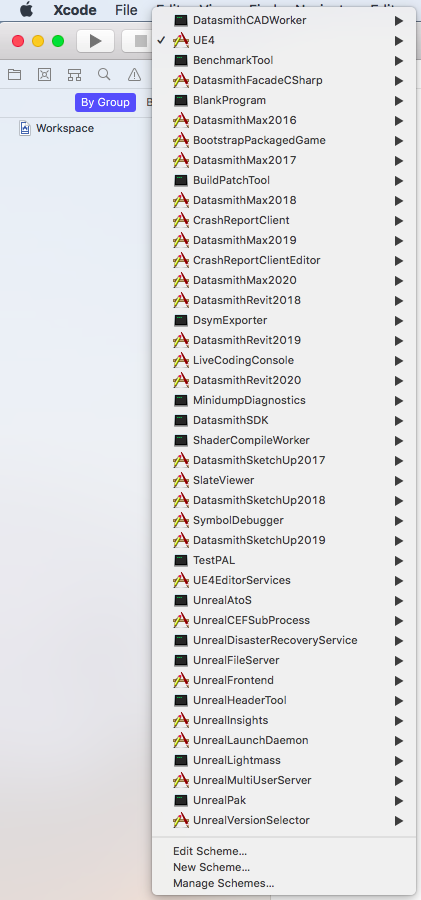 Xcode File
DatasmithCADWorker
UE4
BenchmarkTool
DatasmithFacadeCSharp
BlankProgram
By Group B
DatasmithMax2016
Workspace
BootstrapPackagedGame
DatasmithMax2017
BuildPatchTool
DatasmithMax2018
CrashReportClient
DatasmithMax2019
CrashReportClientEditor
DatasmithMax2020
DatasmithRevit2018
DsymExporter
DatasmithRevit2019
LiveCodingConsole
DatasmithRevit2020
MinidumpDiagnostics
DatasmithSDK
ShaderCompileWorker
DatasmithSketchUp2017
SlateViewer
DatasmithSketchUp2018
SymbolDebugger
DatasmithSketchUp2019
TestPAL
UE4EditorServices
UnrealAtoS
UnrealCEFSubProcess
UnrealDisasterRecoveryService
UnrealFileServer
UnrealFrontend
UnrealHeaderTool
UnrealInsights
UnrealLaunchDaemon
UnrealLightmass
UnrealMultiUserServer
UnrealPak
UnrealVersionSelector
Edit Scheme...
New Scheme...
Manage Schemes...